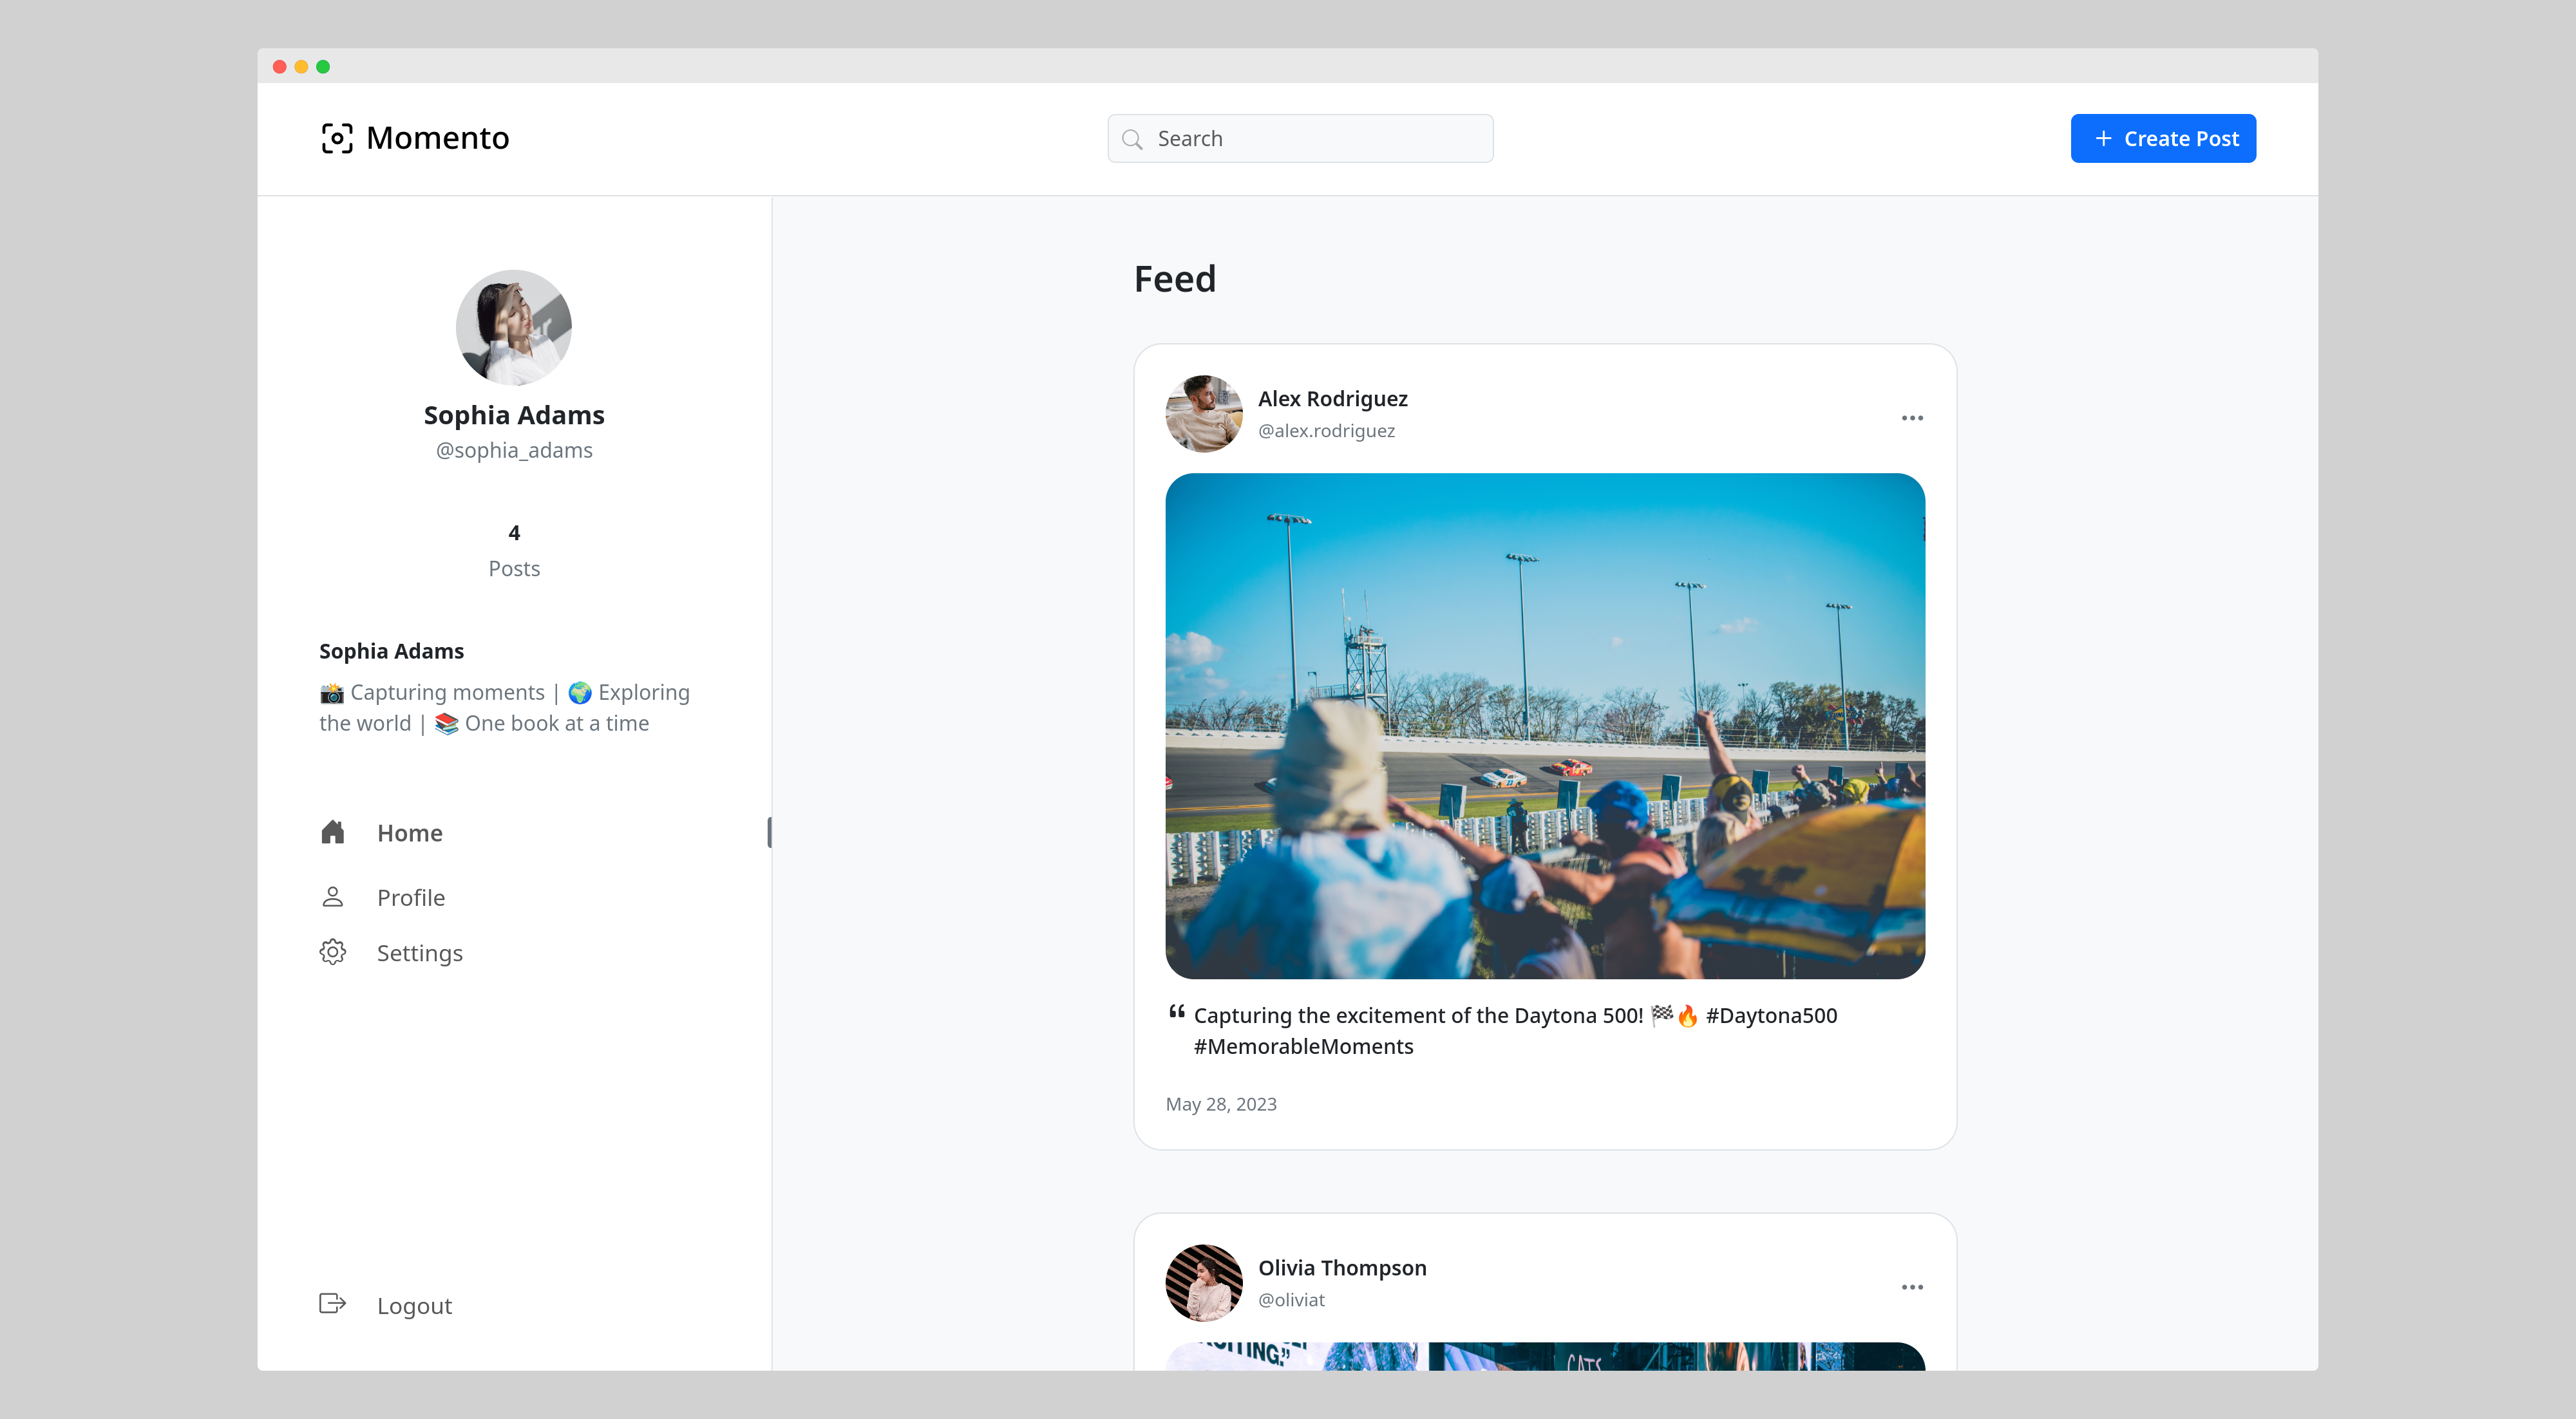 Momento
Search
Create Post
Sophia Adams
@sophia_adams
4
Posts
Sophia Adams
📸 Capturing moments | 🌍 Exploring
the world | 📚 One book at a time
Home
Profile
Settings
Logout
Feed
Alex Rodriguez
@alex.rodriguez
“ Capturing the excitement of the Daytona 500! 🏁🔥 #Daytona500
#MemorableMoments
May 28, 2023
Olivia Thompson
@oliviat
CATS